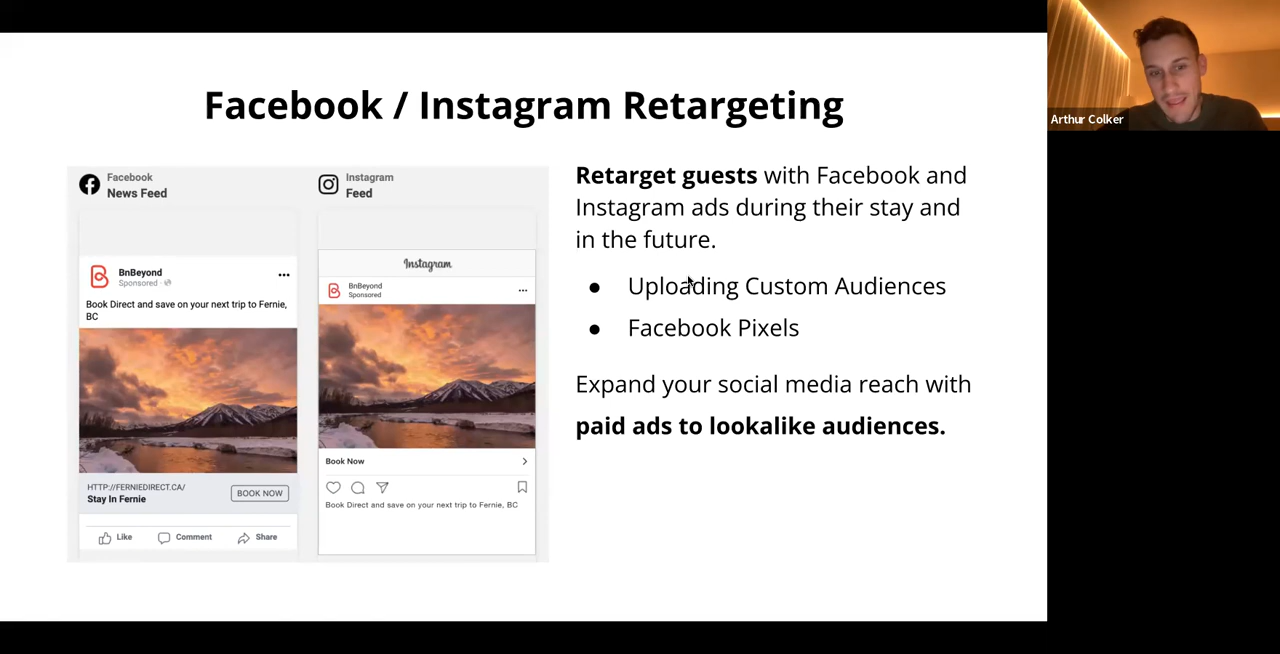 Facebook / Instagram Retargeting
Arthur Colker
Facebook
News Feed
Instagram
Feed
BnBeyond
Sponsored
Book Direct and save on your next trip to Fernie,
BC
HTTP://FERNIEDIRECT.CA/
Stay In Fernie
BOOK NOW
Like
Comment
Share
Instagram
BnBeyond
Sponsored
Book Now
Book Direct and save on your next trip to Fernie, BC
Retarget guests with Facebook and
Instagram ads during their stay and
in the future.
● Uploading Custom Audiences
● Facebook Pixels
Expand your social media reach with
paid ads to lookalike audiences.